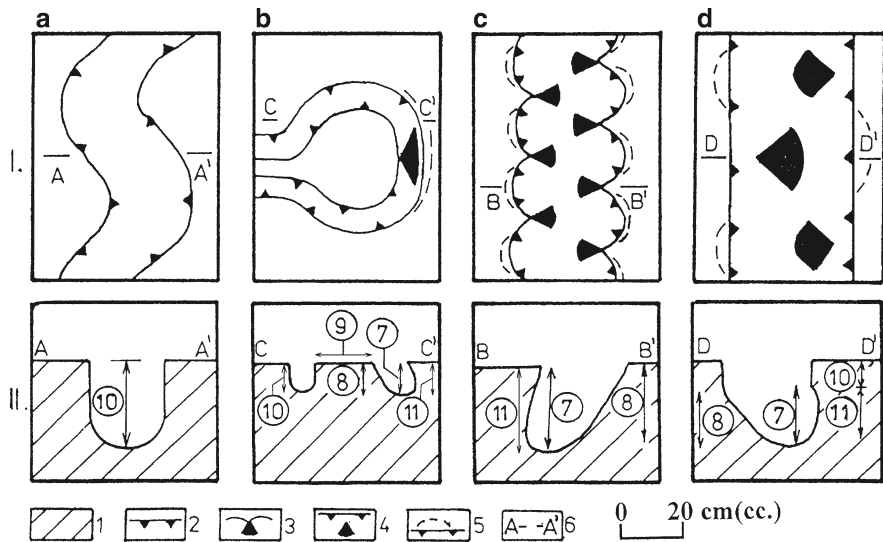 a b c d
I.
A A'
C C'
B B'
D D'
II.
A A'
C C'
B B'
D D'
9 7
10 8 11
10
11 7 8
10
8 7 11
1 2 3 4 5 A- -A' 6
0 20 cm(cc.)